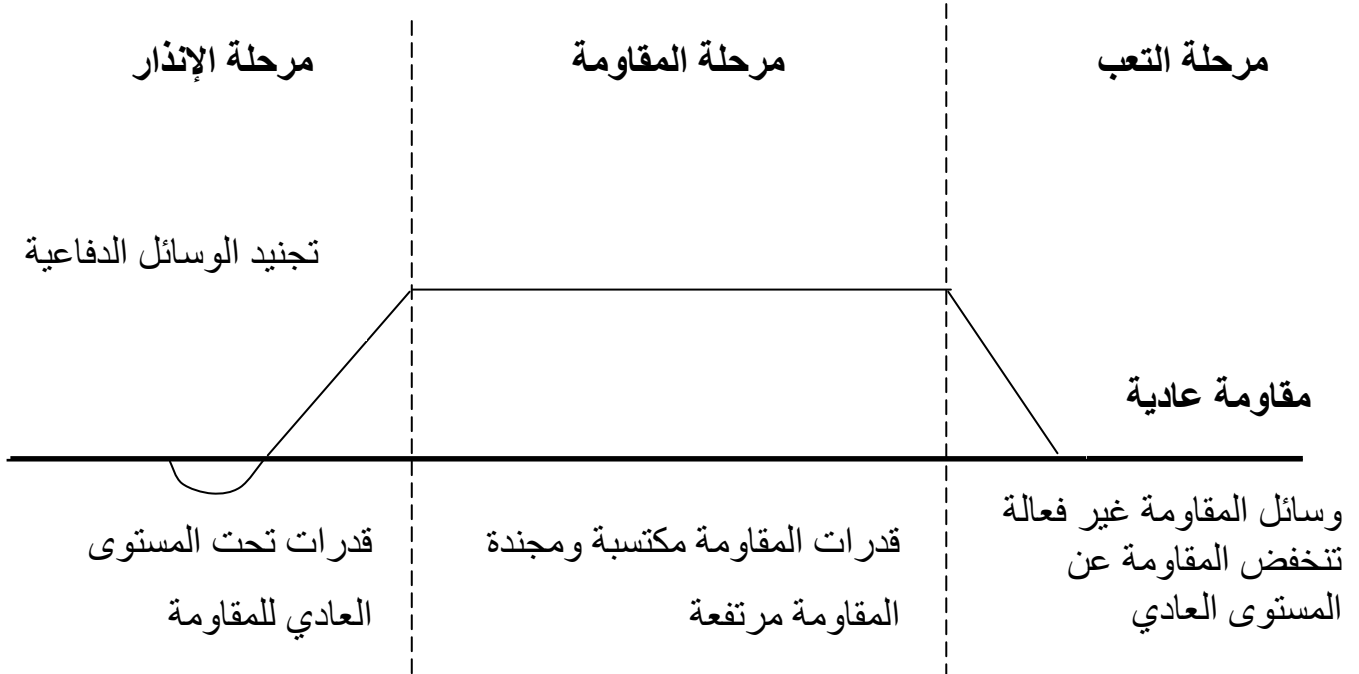 مرحلة الإنذار
مرحلة المقاومة
مرحلة التعب
تجنيد الوسائل الدفاعية
مقاومة عادية
قدرات تحت المستوى
العادي للمقاومة
قدرات المقاومة مكتسبة ومجندة
المقاومة مرتفعة
وسائل المقاومة غير فعالة
تنخفض المقاومة عن
المستوى العادي